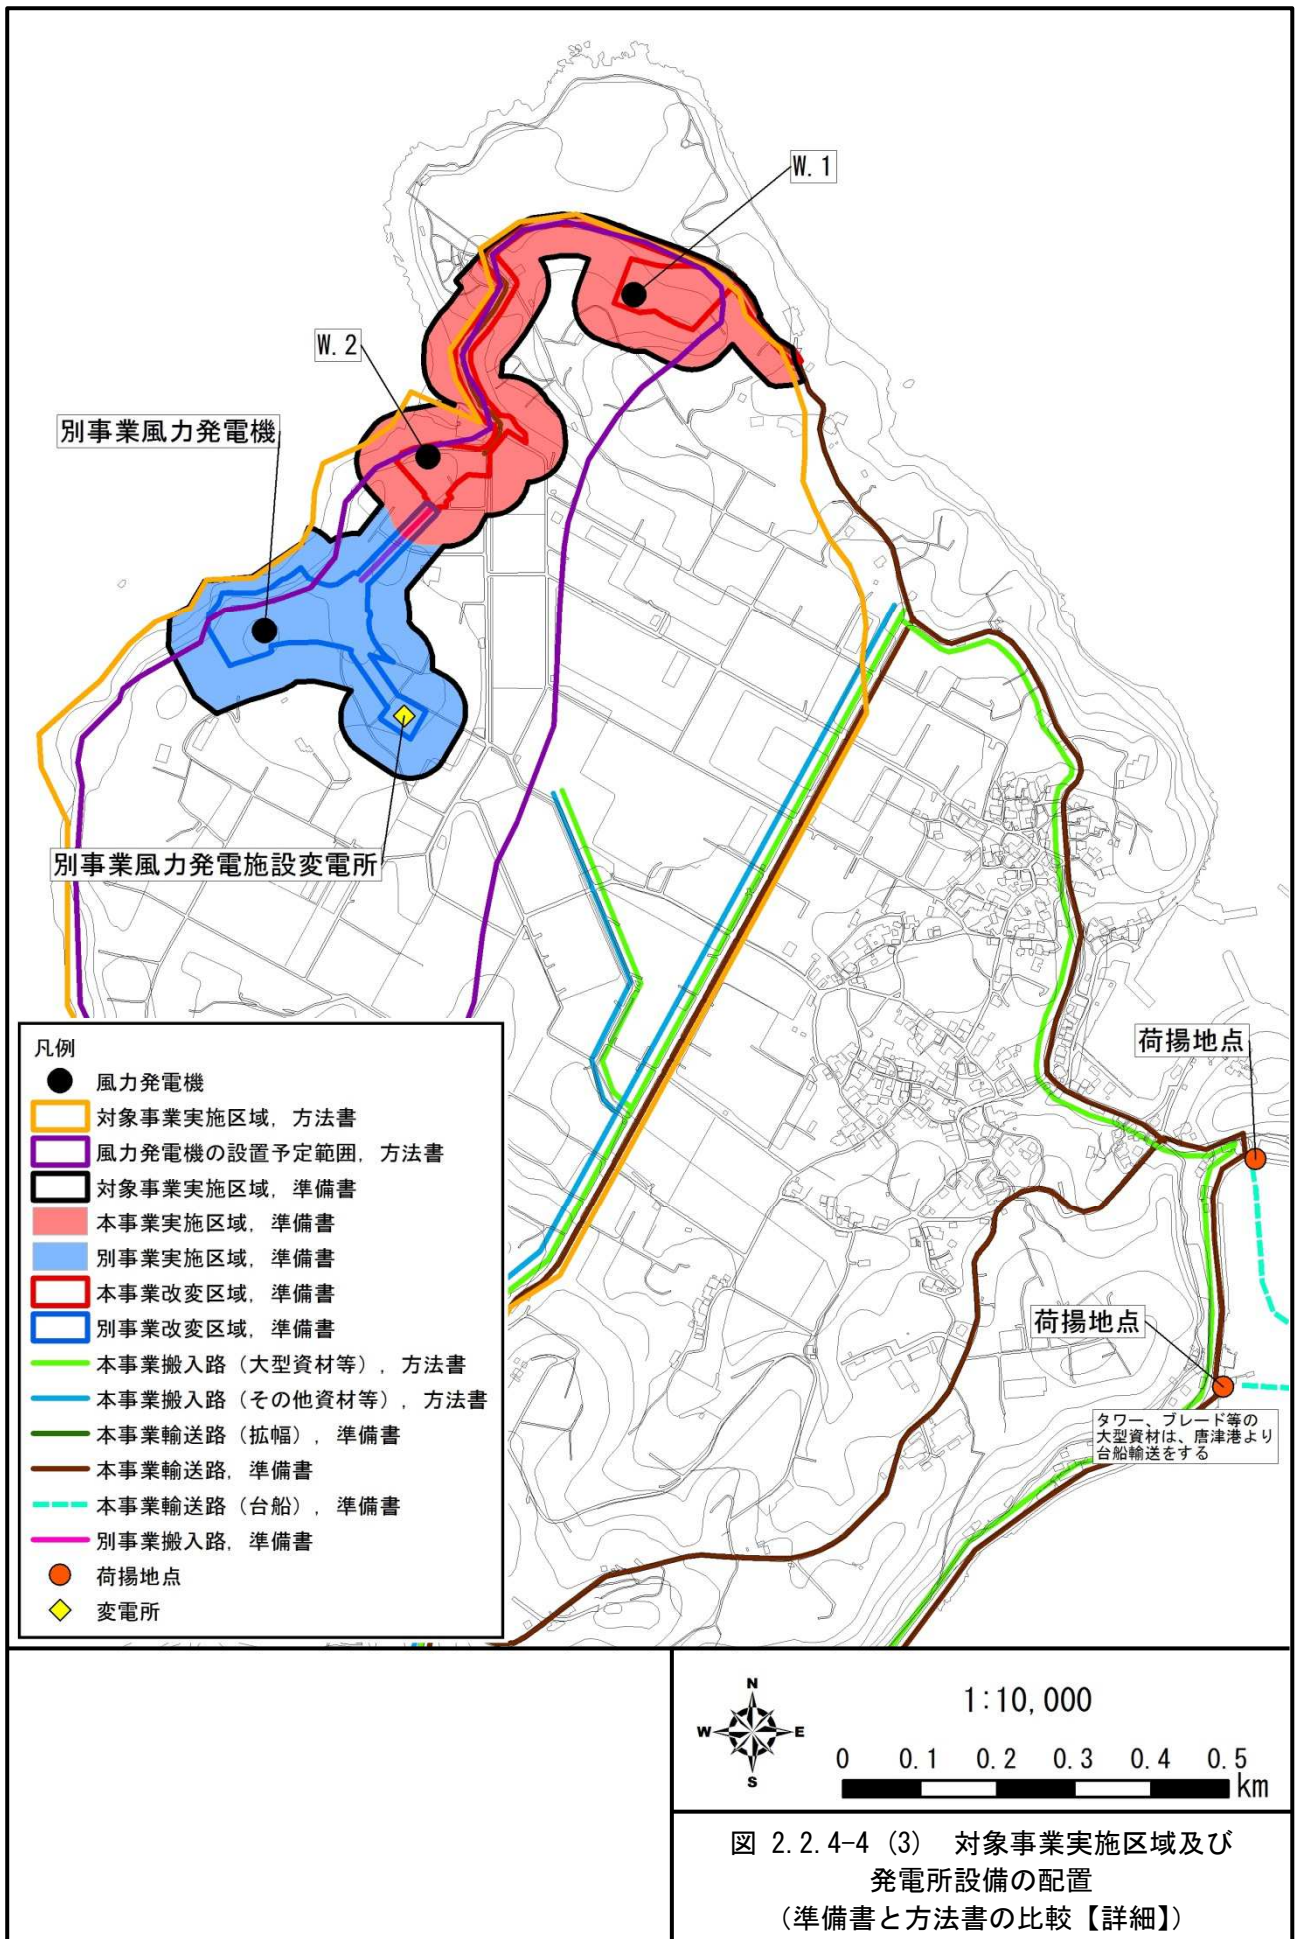 W. 1
W. 2
別事業風力発電機
別事業風力発電施設変電所
荷揚地点
荷揚地点
タワー、ブレード等の
大型資材は、唐津港より
台船輸送をする
凡例
風力発電機
対象事業実施区域, 方法書
風力発電機の設置予定範囲, 方法書
対象事業実施区域, 準備書
本事業実施区域, 準備書
別事業実施区域, 準備書
本事業改変区域, 準備書
別事業改変区域, 準備書
本事業搬入路（大型資材等）, 方法書
本事業搬入路（その他資材等）, 方法書
本事業輸送路（拡幅）, 準備書
本事業輸送路, 準備書
本事業輸送路（台船）, 準備書
別事業搬入路, 準備書
荷揚地点
変電所
N
W E
S
1:10,000
0 0.1 0.2 0.3 0.4 0.5
km
図 2.2.4-4 (3) 対象事業実施区域及び
発電所設備の配置
（準備書と方法書の比較【詳細】）